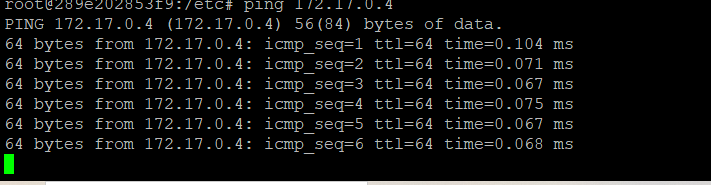 root@289e202853f9:/etc# ping 172.17.0.4
PING 172.17.0.4 (172.17.0.4) 56(84) bytes of data.
64 bytes from 172.17.0.4: icmp_seq=1 ttl=64 time=0.104 ms
64 bytes from 172.17.0.4: icmp_seq=2 ttl=64 time=0.071 ms
64 bytes from 172.17.0.4: icmp_seq=3 ttl=64 time=0.067 ms
64 bytes from 172.17.0.4: icmp_seq=4 ttl=64 time=0.075 ms
64 bytes from 172.17.0.4: icmp_seq=5 ttl=64 time=0.067 ms
64 bytes from 172.17.0.4: icmp_seq=6 ttl=64 time=0.068 ms